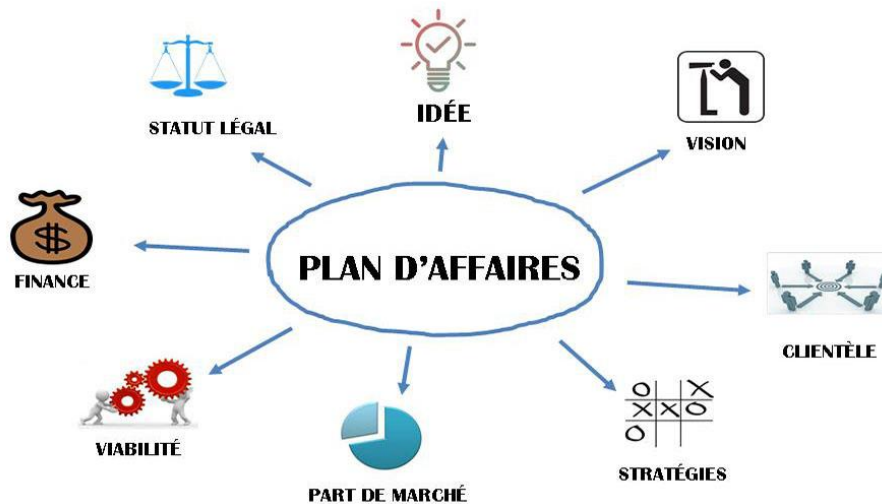 IDÉE
STATUT LÉGAL
VISION
FINANCE
$
PLAN D'AFFAIRES
CLIENTÈLE
VIABILITÉ
O X
X X O
O
STRATÉGIES
PART DE MARCHÉ